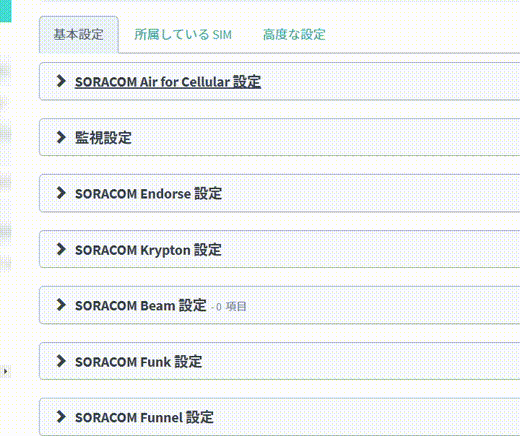 基本設定 所属している SIM 高度な設定
SORACOM Air for Cellular 設定
監視設定
SORACOM Endorse 設定
SORACOM Krypton 設定
SORACOM Beam 設定 - 0 項目
SORACOM Funk 設定
SORACOM Funnel 設定